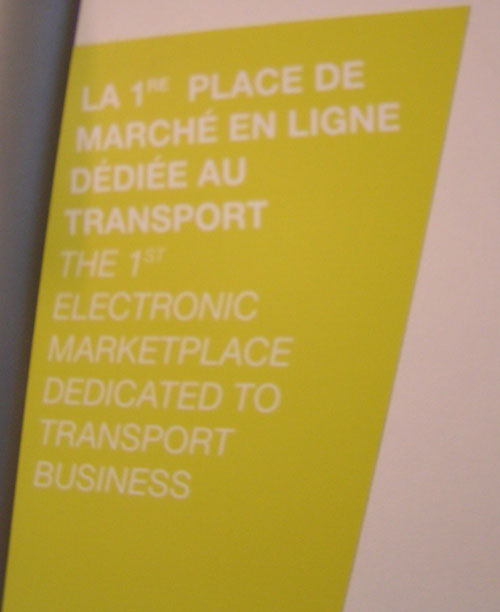 LA 1RE PLACE DE
MARCHÉ EN LIGNE
DÉDIÉE AU
TRANSPORT
THE 1ST
ELECTRONIC
MARKETPLACE
DEDICATED TO
TRANSPORT
BUSINESS